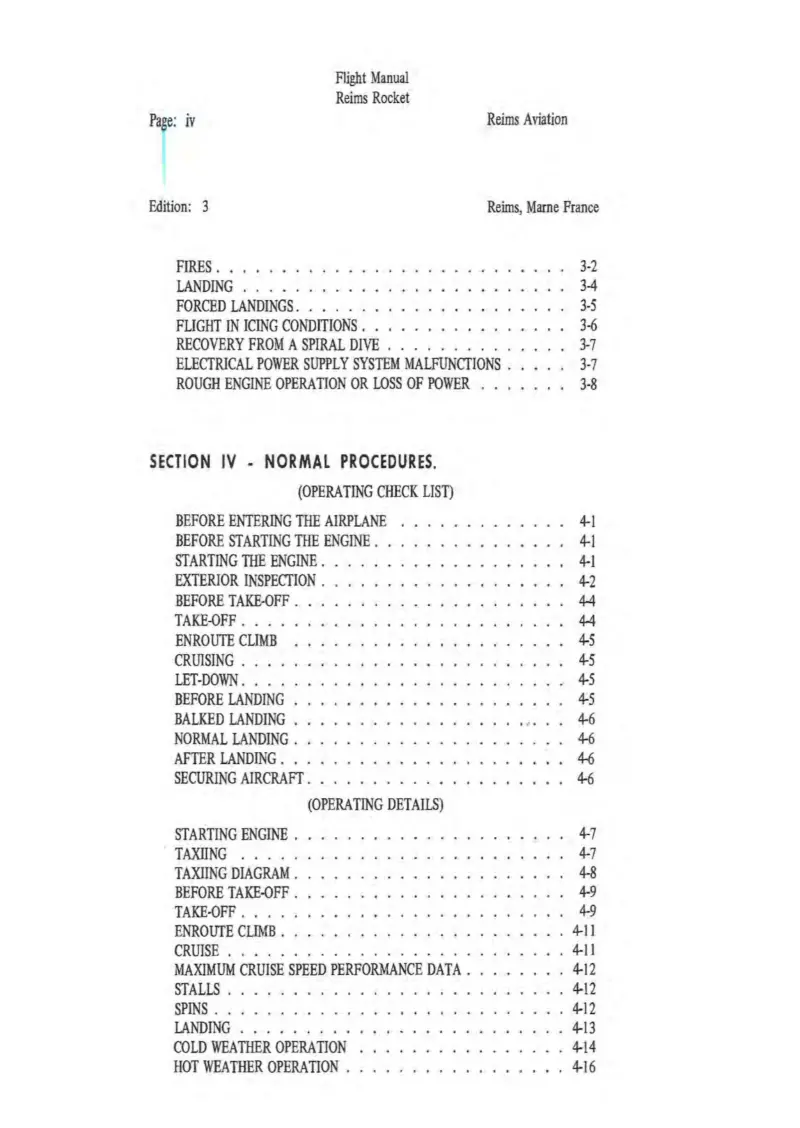 Flight Manual
Reims Rocket
Page: iv Reims Aviation
Edition: 3 Reims, Marne France
FIRES . . . . . . . . . . . . . . . . . . . . . . . . . . . 3-2
LANDING . . . . . . . . . . . . . . . . . . . . . . . . . 3-4
FORCED LANDINGS . . . . . . . . . . . . . . . . . . . . . 3-5
FLIGHT IN ICING CONDITIONS . . . . . . . . . . . . . . . . 3-6
RECOVERY FROM A SPIRAL DIVE . . . . . . . . . . . . . . 3-7
ELECTRICAL POWER SUPPLY SYSTEM MALFUNCTIONS . . . . . 3-7
ROUGH ENGINE OPERATION OR LOSS OF POWER . . . . . . . 3-8
SECTION IV - NORMAL PROCEDURES.
(OPERATING CHECK LIST)
BEFORE ENTERING THE AIRPLANE . . . . . . . . . . . . . 4-1
BEFORE STARTING THE ENGINE . . . . . . . . . . . . . . . 4-1
STARTING THE ENGINE . . . . . . . . . . . . . . . . . . . 4-1
EXTERIOR INSPECTION . . . . . . . . . . . . . . . . . . . 4-2
BEFORE TAKE-OFF . . . . . . . . . . . . . . . . . . . . . 4-4
TAKE-OFF . . . . . . . . . . . . . . . . . . . . . . . . . 4-4
ENROUTE CLIMB . . . . . . . . . . . . . . . . . . . . . 4-5
CRUISING . . . . . . . . . . . . . . . . . . . . . . . . . 4-5
LET-DOWN . . . . . . . . . . . . . . . . . . . . . . . . . 4-5
BEFORE LANDING . . . . . . . . . . . . . . . . . . . . . 4-5
BALKED LANDING . . . . . . . . . . . . . . . . . . . . . 4-6
NORMAL LANDING . . . . . . . . . . . . . . . . . . . . . 4-6
AFTER LANDING . . . . . . . . . . . . . . . . . . . . . . 4-6
SECURING AIRCRAFT . . . . . . . . . . . . . . . . . . . . 4-6
(OPERATING DETAILS)
STARTING ENGINE . . . . . . . . . . . . . . . . . . . . . 4-7
TAXIING . . . . . . . . . . . . . . . . . . . . . . . . . 4-7
TAXIING DIAGRAM . . . . . . . . . . . . . . . . . . . . . 4-8
BEFORE TAKE-OFF . . . . . . . . . . . . . . . . . . . . . 4-9
TAKE-OFF . . . . . . . . . . . . . . . . . . . . . . . . . 4-9
ENROUTE CLIMB . . . . . . . . . . . . . . . . . . . . . . 4-11
CRUISE . . . . . . . . . . . . . . . . . . . . . . . . . . 4-11
MAXIMUM CRUISE SPEED PERFORMANCE DATA . . . . . . . . 4-12
STALLS . . . . . . . . . . . . . . . . . . . . . . . . . . 4-12
SPINS . . . . . . . . . . . . . . . . . . . . . . . . . . . 4-12
LANDING . . . . . . . . . . . . . . . . . . . . . . . . . 4-13
COLD WEATHER OPERATION . . . . . . . . . . . . . . . . 4-14
HOT WEATHER OPERATION . . . . . . . . . . . . . . . . . 4-16